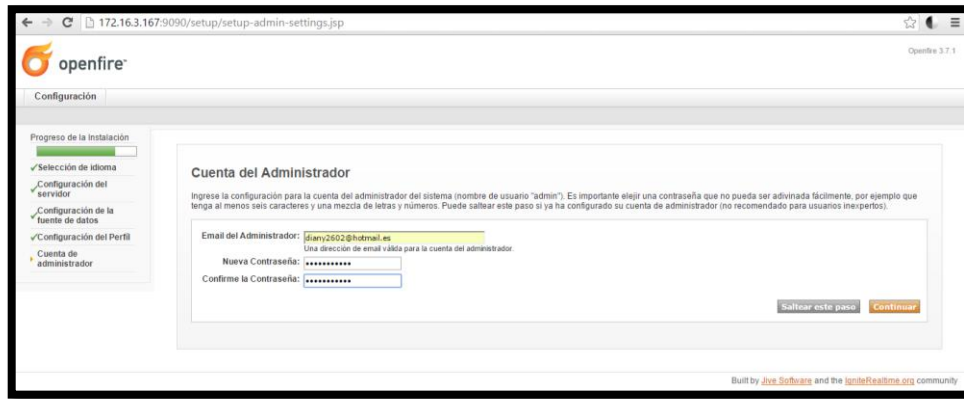 172.16.3.167:9090/setup/setup-admin-settings.jsp
openfire™
Openfire 3.7.1
Configuración
Progreso de la Instalación
✓Selección de idioma
✓Configuración del
servidor
✓Configuración de la
fuente de datos
✓Configuración del Perfil
Cuenta de
administrador
Cuenta del Administrador
Ingrese la configuración para la cuenta del administrador del sistema (nombre de usuario "admin"). Es importante elejir una contraseña que no pueda ser adivinada fácilmente, por ejemplo que
tenga al menos seis caracteres y una mezcla de letras y números. Puede saltear este paso si ya ha configurado su cuenta de administrador (no recomendado para usuarios inexpertos).
Email del Administrador: diany2602@hotmail.es
Una dirección de email válida para la cuenta del administrador.
Nueva Contraseña: •••••••••••
Confirme la Contraseña: •••••••••••
Saltear este paso Continuar
Built by Jive Software and the IgniteRealtime.org community